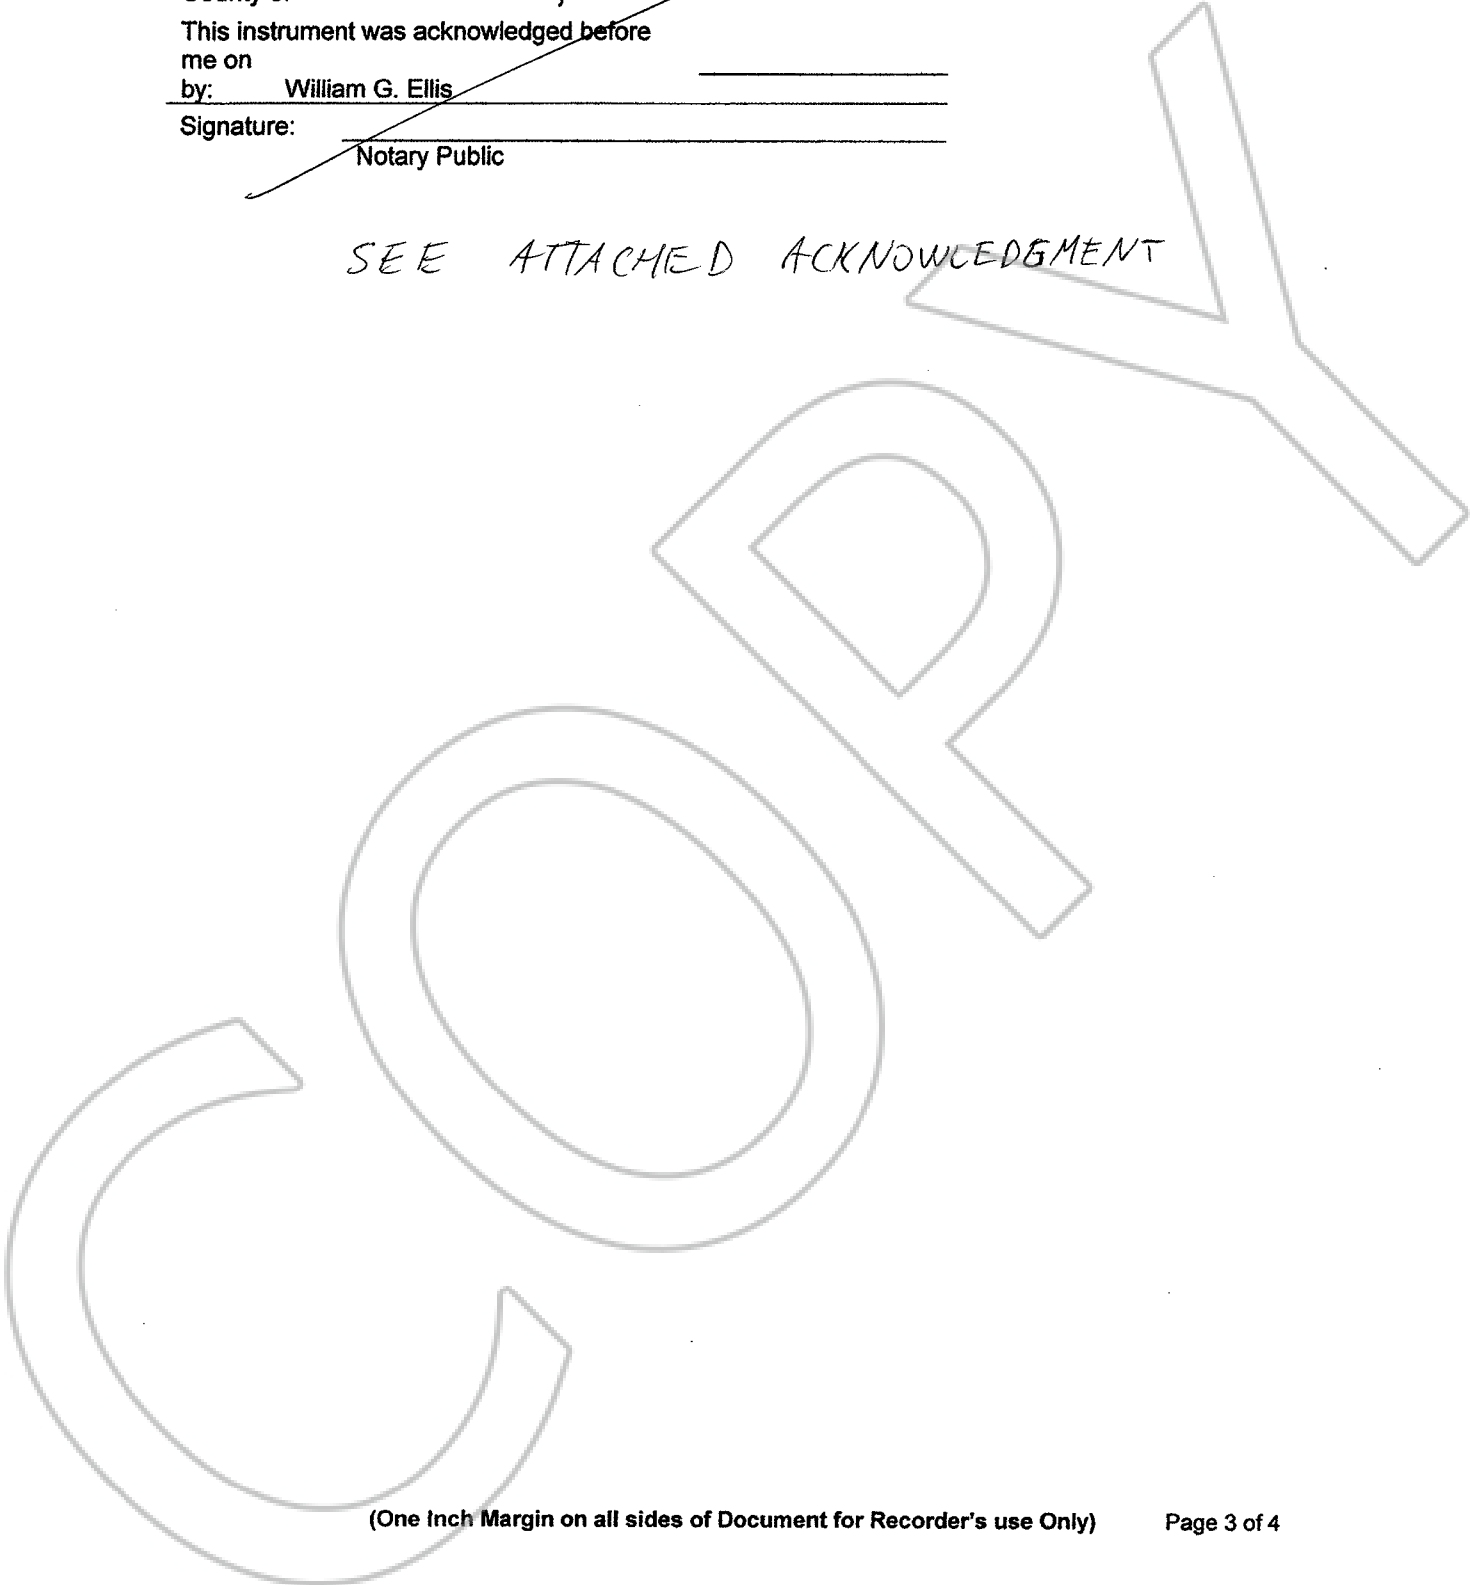 This instrument was acknowledged before
me on
by: William G. Ellis
Signature:
Notary Public
SEE ATTACHED ACKNOWLEDGMENT
COPY
(One Inch Margin on all sides of Document for Recorder's use Only) Page 3 of 4